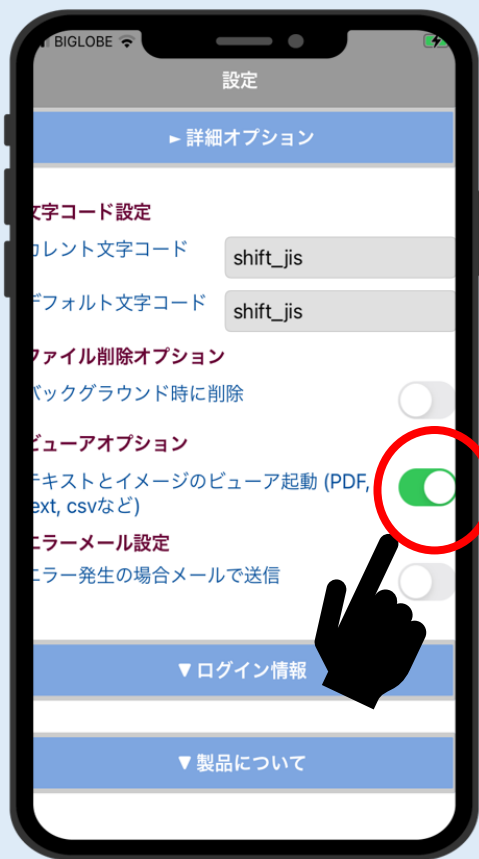 BIGLOBE
設定
►詳細オプション
文字コード設定
カレント文字コード
shift_jis
デフォルト文字コード
shift_jis
ファイル削除オプション
バックグラウンド時に削除
ビューアオプション
テキストとイメージのビューア起動 (PDF,
text, csvなど)
エラーメール設定
エラー発生の場合メールで送信
▼ログイン情報
▼製品について